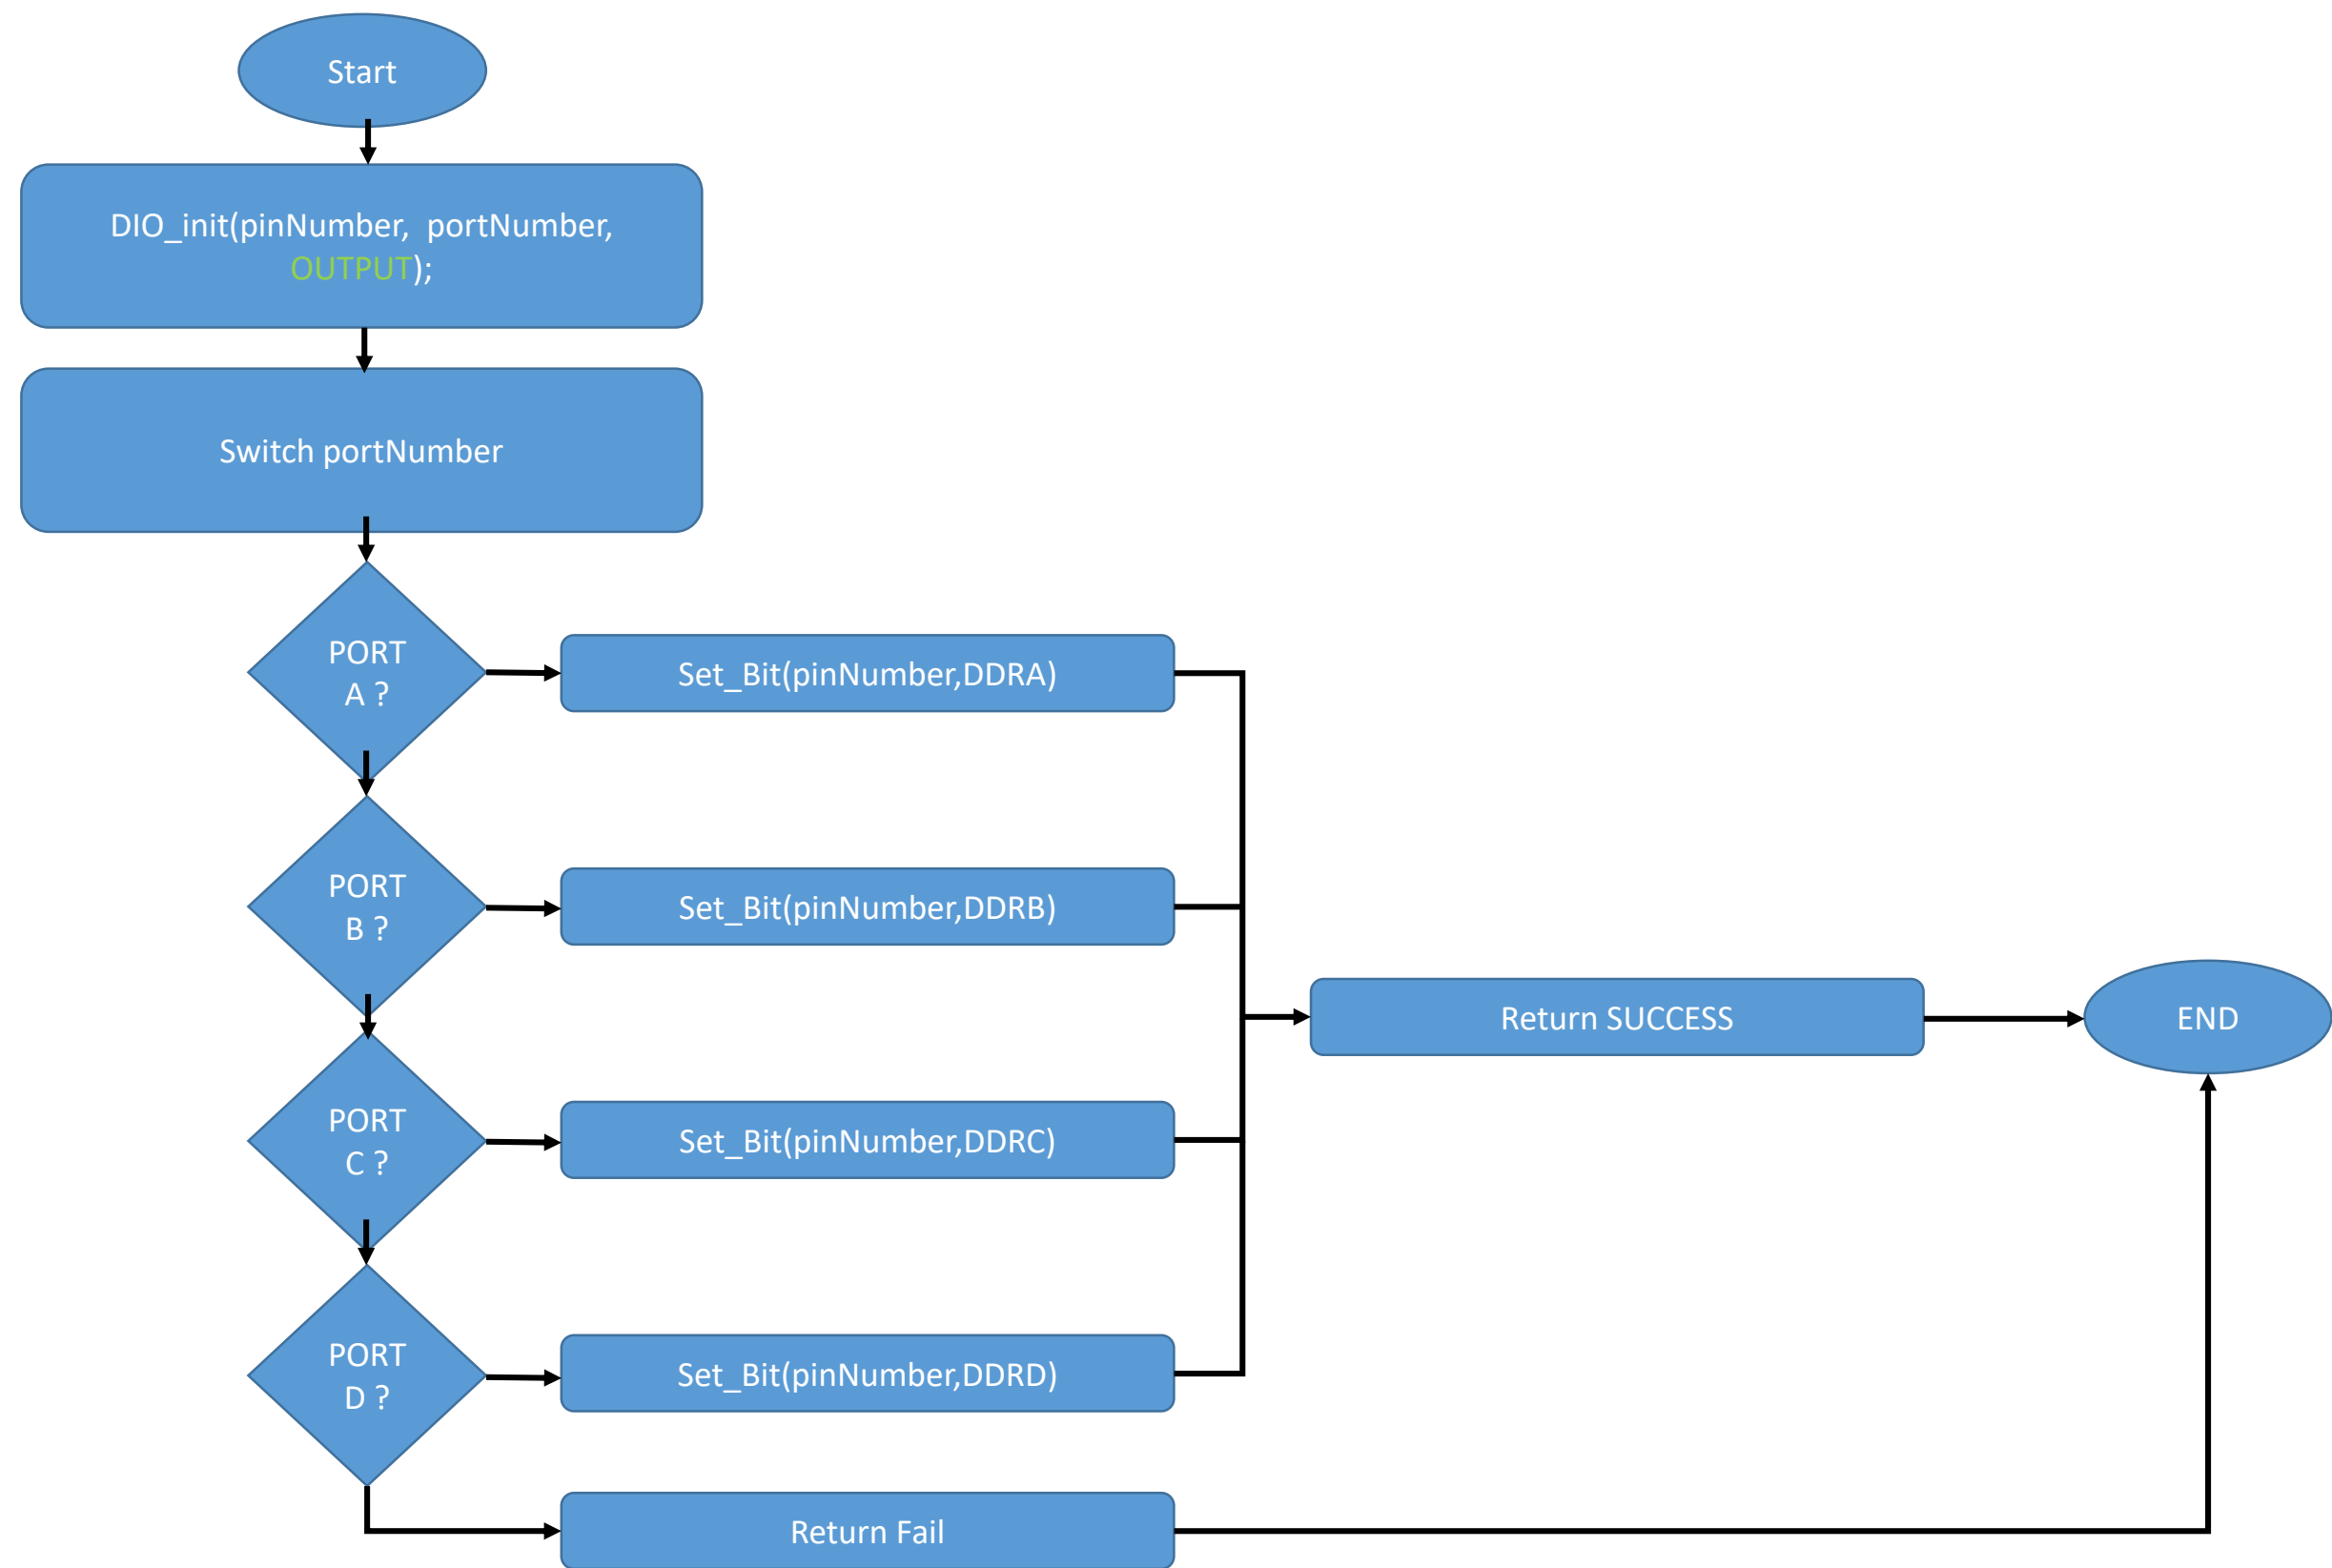 Start
DIO_init(pinNumber,  portNumber,
OUTPUT);
Switch portNumber
PORT
A ?
Set_Bit(pinNumber,DDRA)
PORT
B ?
Set_Bit(pinNumber,DDRB)
Return SUCCESS
END
PORT
C ?
Set_Bit(pinNumber,DDRC)
PORT
D ?
Set_Bit(pinNumber,DDRD)
Return Fail